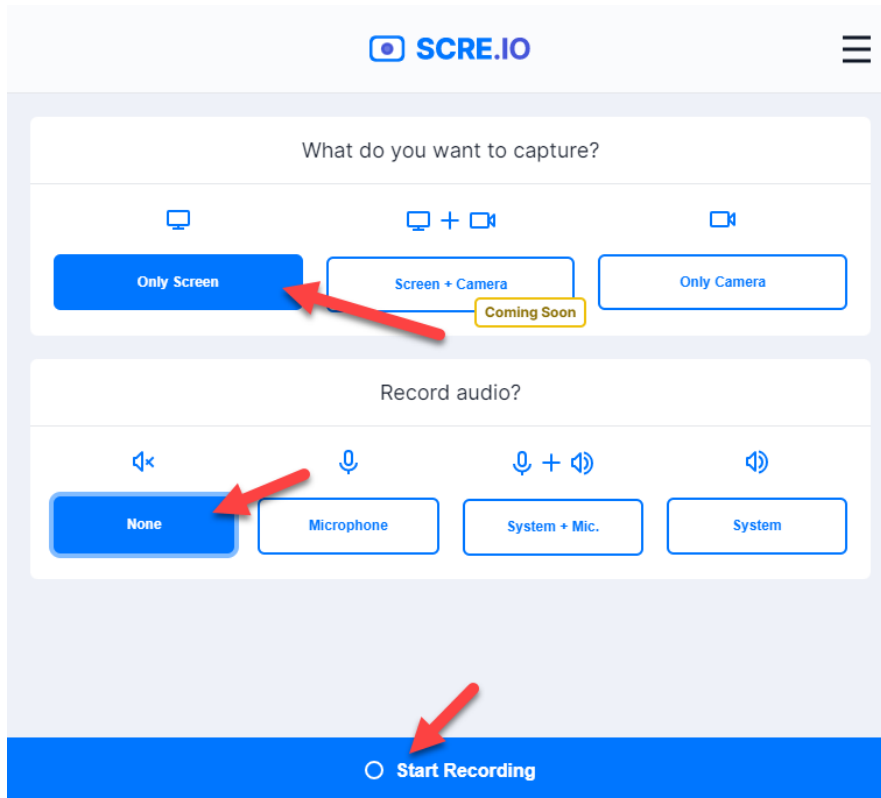 SCRE.IO
What do you want to capture?
Only Screen
Screen + Camera
Only Camera
Coming Soon
Record audio?
None
Microphone
System + Mic.
System
Start Recording